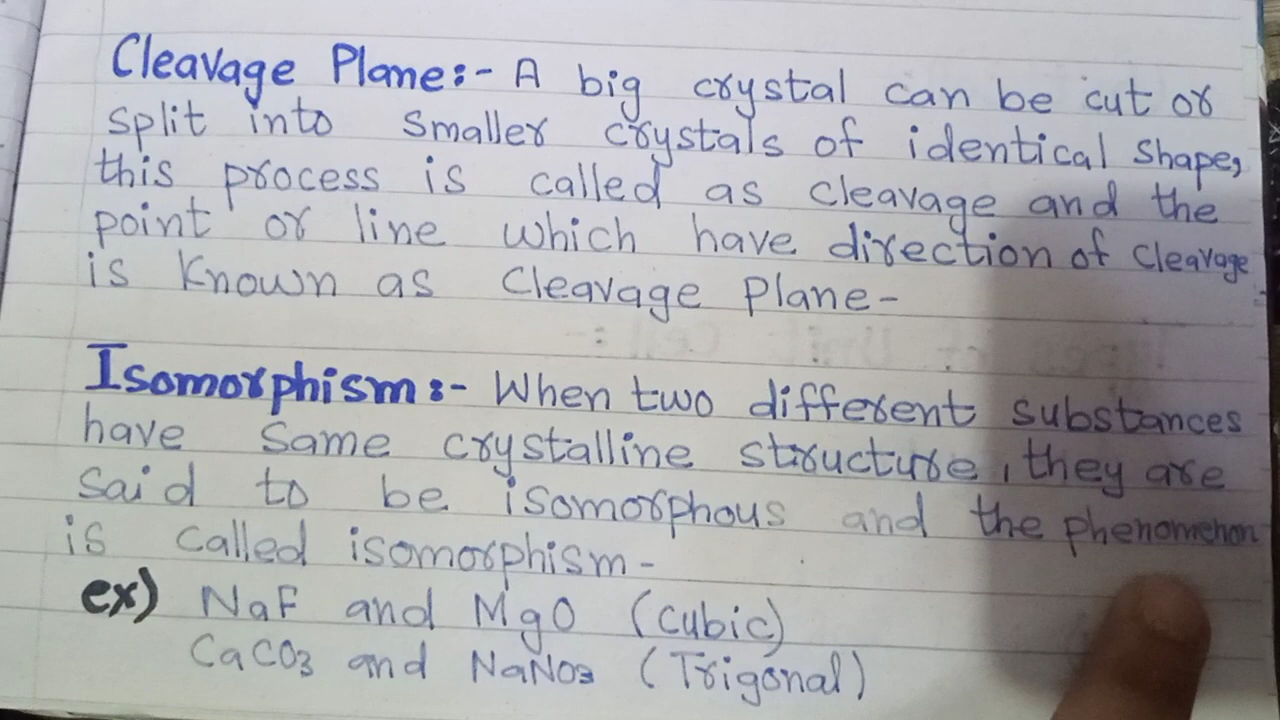 Cleavage Plane:- A big crystal can be cut or
split into smaller crystals of identical shape,
this process is called as cleavage and the
point or line which have direction of cleavage
is known as cleavage plane-
Isomorphism:- When two different substances
have same crystalline structure, they are
said to be isomorphous and the phenomenon
is called isomorphism-
ex) NaF and MgO (cubic)
CaCO3 and NaNO3 (Trigonal)